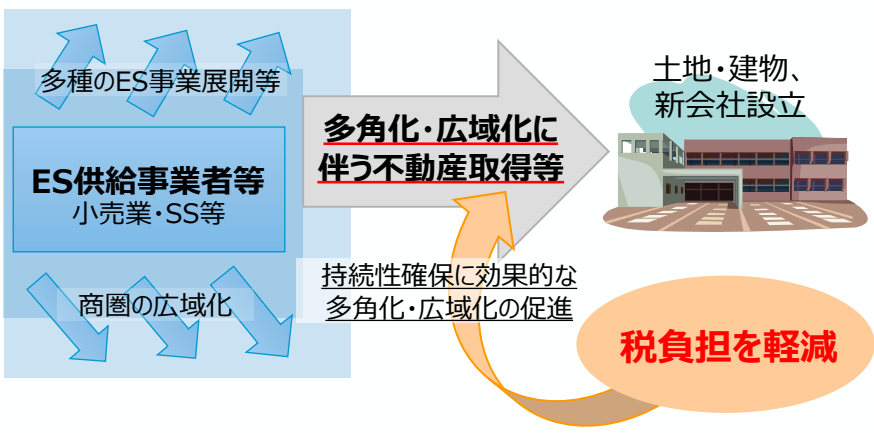 多種のES事業展開等
ES供給事業者等
小売業・SS等
商圏の広域化
多角化・広域化に
伴う不動産取得等
持続性確保に効果的な
多角化・広域化の促進
土地・建物、
新会社設立
税負担を軽減